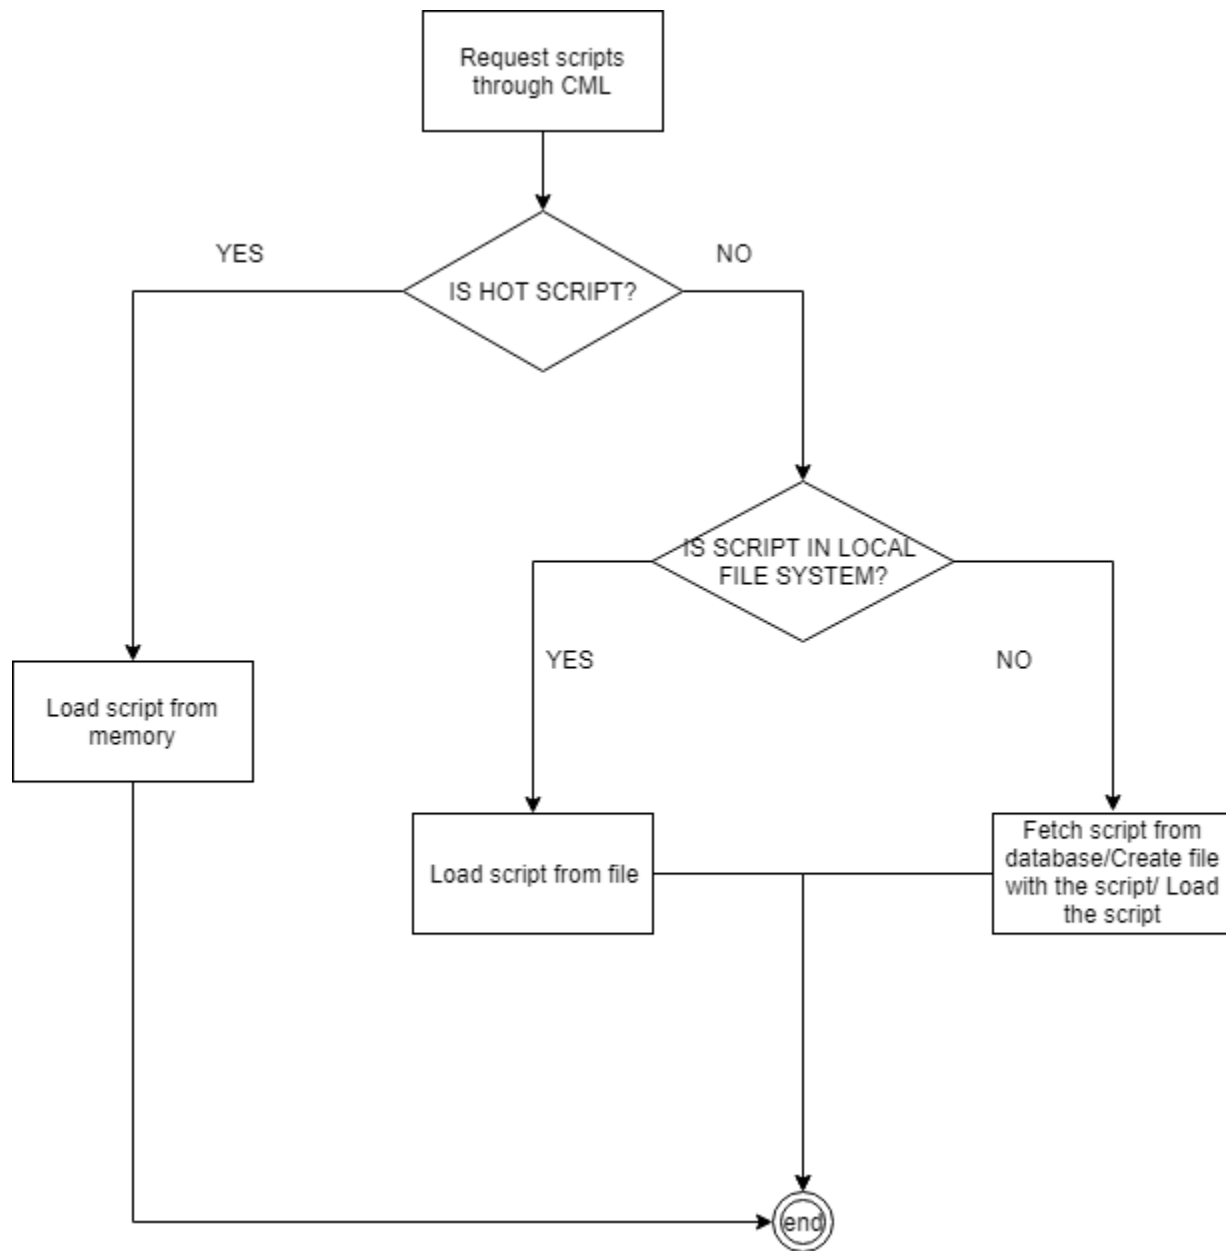 Request scripts
through CML
YES
NO
IS HOT SCRIPT?
IS SCRIPT IN LOCAL
FILE SYSTEM?
YES
NO
Load script from
memory
Load script from file
Fetch script from
database/Create file
with the script/ Load
the script
end